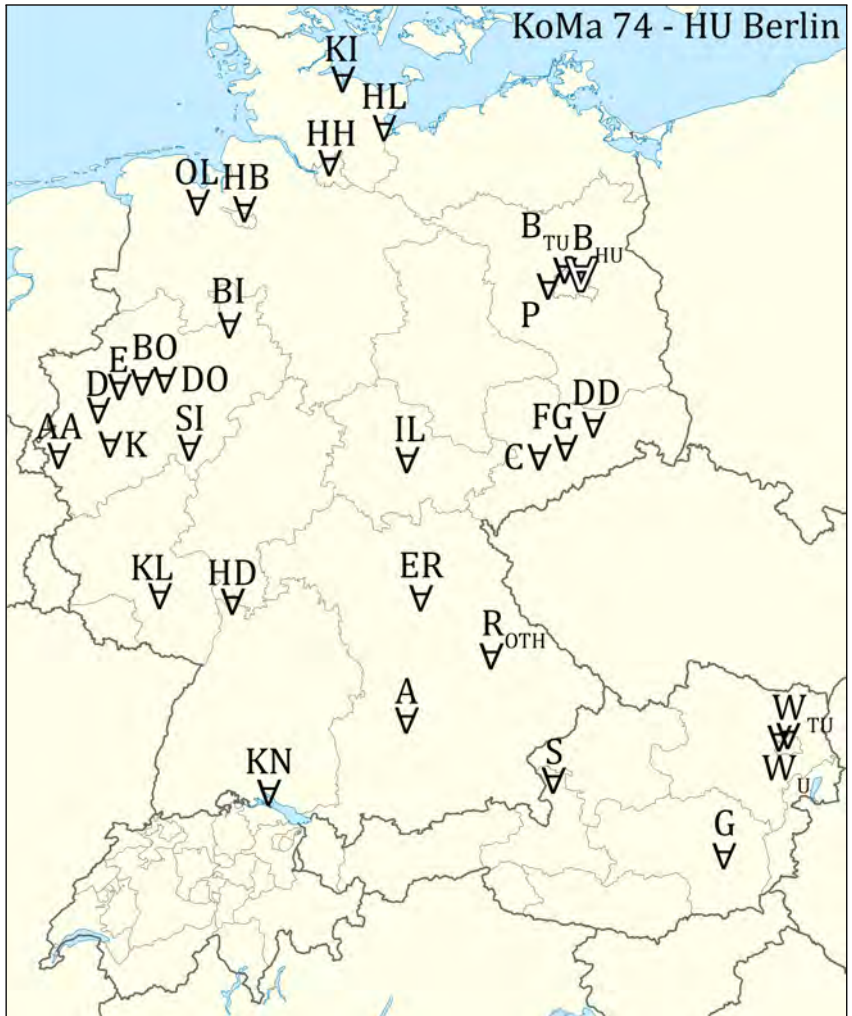 KoMa 74 - HU Berlin
KI
HL
HH
OL
HB
B TU
B HU
P
BI
E
BO
DO
D
AA
K
SI
IL
C
FG
DD
KL
HD
ER
R OTH
A
KN
S
W TU
W U
G